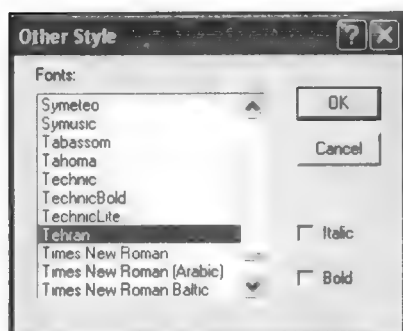 Other Style
Fonts:
Symeteo
Symusic
Tabassom
Tahoma
Technic
TechnicBold
TechnicLite
Tehran
Times New Roman
Times New Roman (Arabic)
Times New Roman Baltic
OK
Cancel
Italic
Bold